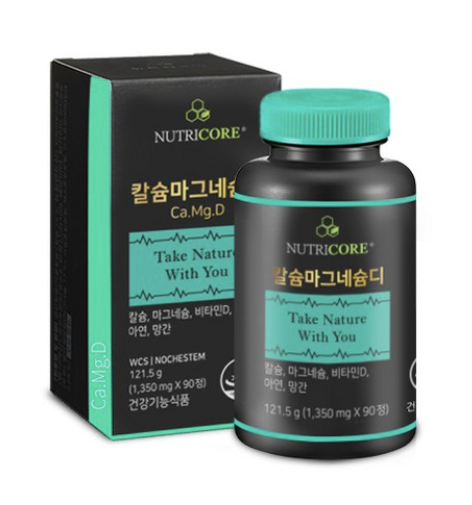 NUTRICORE®
칼슘마그네슘
Ca.Mg.D
Take Nature
With You
칼슘, 마그네슘, 비타민D,
아연, 망간
WCS | NOCHESTEM
121.5 g
(1,350 mg X 90정)
건강기능식품
Ca.Mg.D
NUTRICORE®
칼슘마그네슘디
Take Nature
With You
칼슘, 마그네슘, 비타민D,
아연, 망간
121.5 g (1,350 mg X 90정)
건